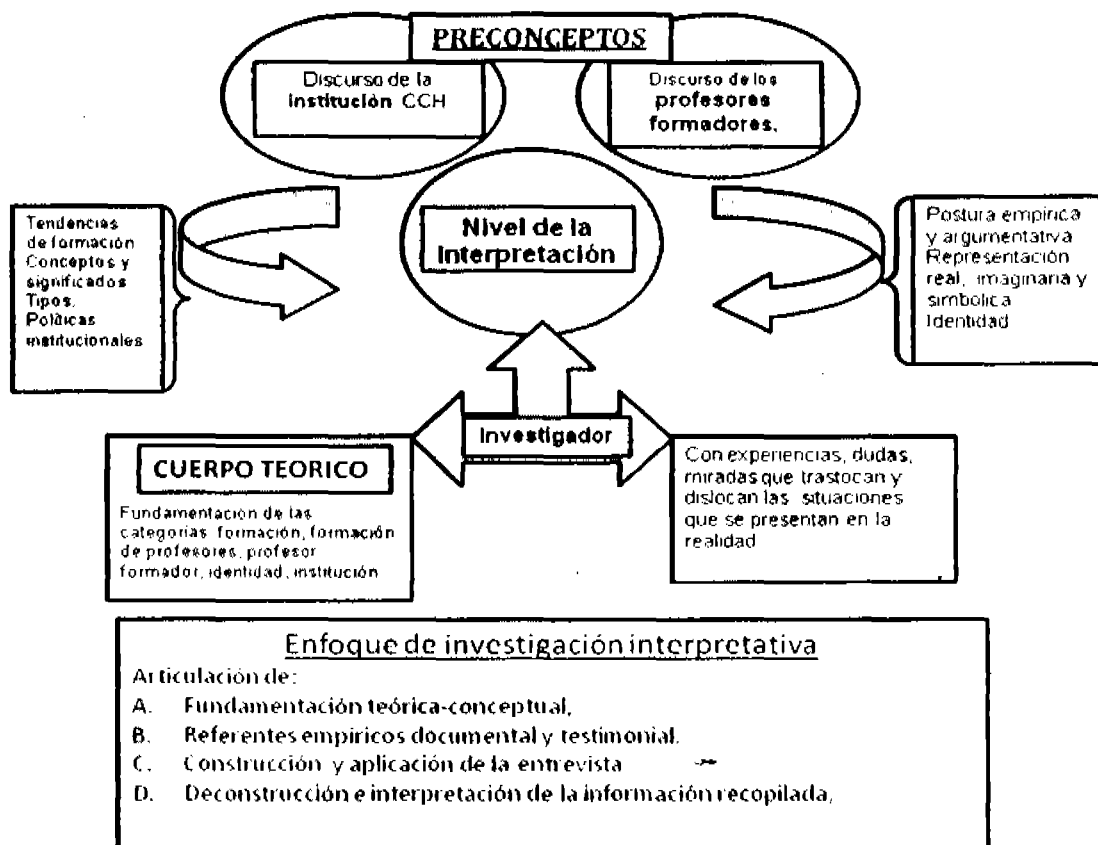 PRECONCEPTOS
Discurso de la
institución CCH
Discurso de los
profesores
formadores,
Nivel de la
Interpretación
Tendencias
de formación
Conceptos y
significados
Tipos.
Políticas
institucionales
Postura empírica
y argumentativa
Representación
real, imaginaria y
simbólica
Identidad
Investigador
CUERPO TEORICO
Fundamentación de las
categorías formación, formación
de profesores, profesor
formador, identidad, institución
Con experiencias, dudas,
miradas que trastocan y
dislocan las situaciones
que se presentan en la
realidad
Enfoque de investigación interpretativa
Articulación de:
A. Fundamentación teórica-conceptual,
B. Referentes empíricos documental y testimonial.
C. Construcción y aplicación de la entrevista
D. Deconstrucción e interpretación de la información recopilada,